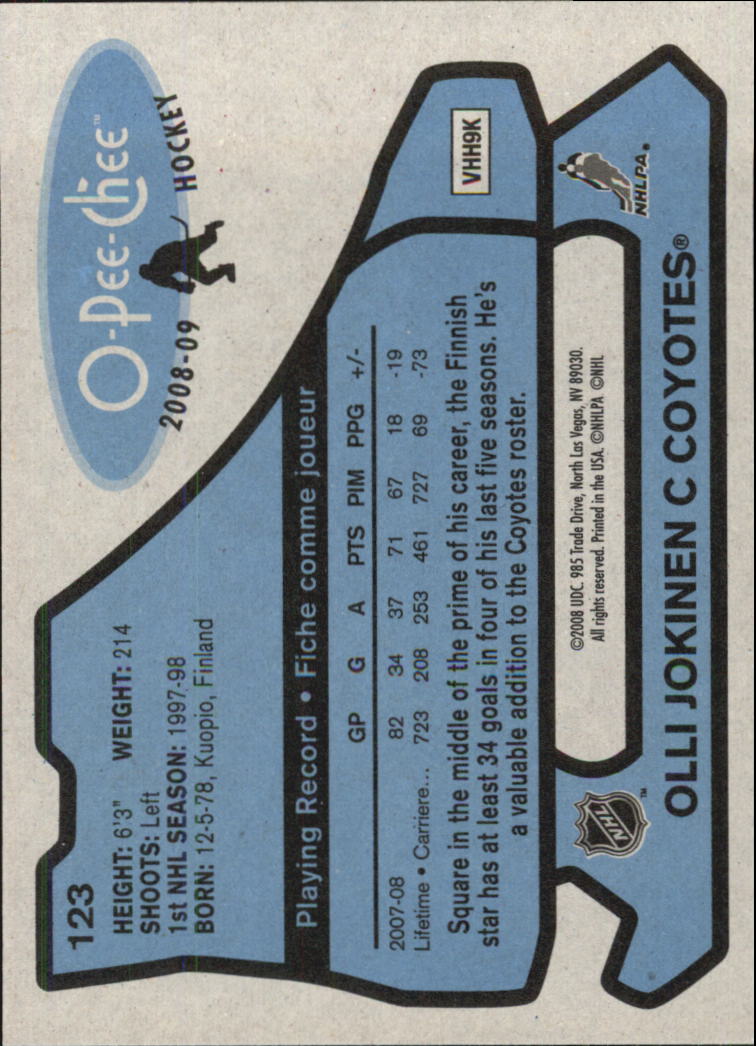 123
HEIGHT: 6'3" WEIGHT: 214
SHOOTS: Left
1st NHL SEASON: 1997-98
BORN: 12-5-78, Kuopio, Finland
O-Pee-Chee™
2008-09 HOCKEY
Playing Record • Fiche comme joueur
GP G A PTS PIM PPG +/-
2007-08 82 34 37 71 67 18 -19
Lifetime • Carriere... 723 208 253 461 727 69 -73
Square in the middle of the prime of his career, the Finnish
star has at least 34 goals in four of his last five seasons. He's
a valuable addition to the Coyotes roster.
VHH9K
NHL™
©2008 UDC. 985 Trade Drive, North Las Vegas, NV 89030.
All rights reserved. Printed in the USA. ©NHLPA ©NHL
NHLPA®
OLLI JOKINEN C COYOTES®